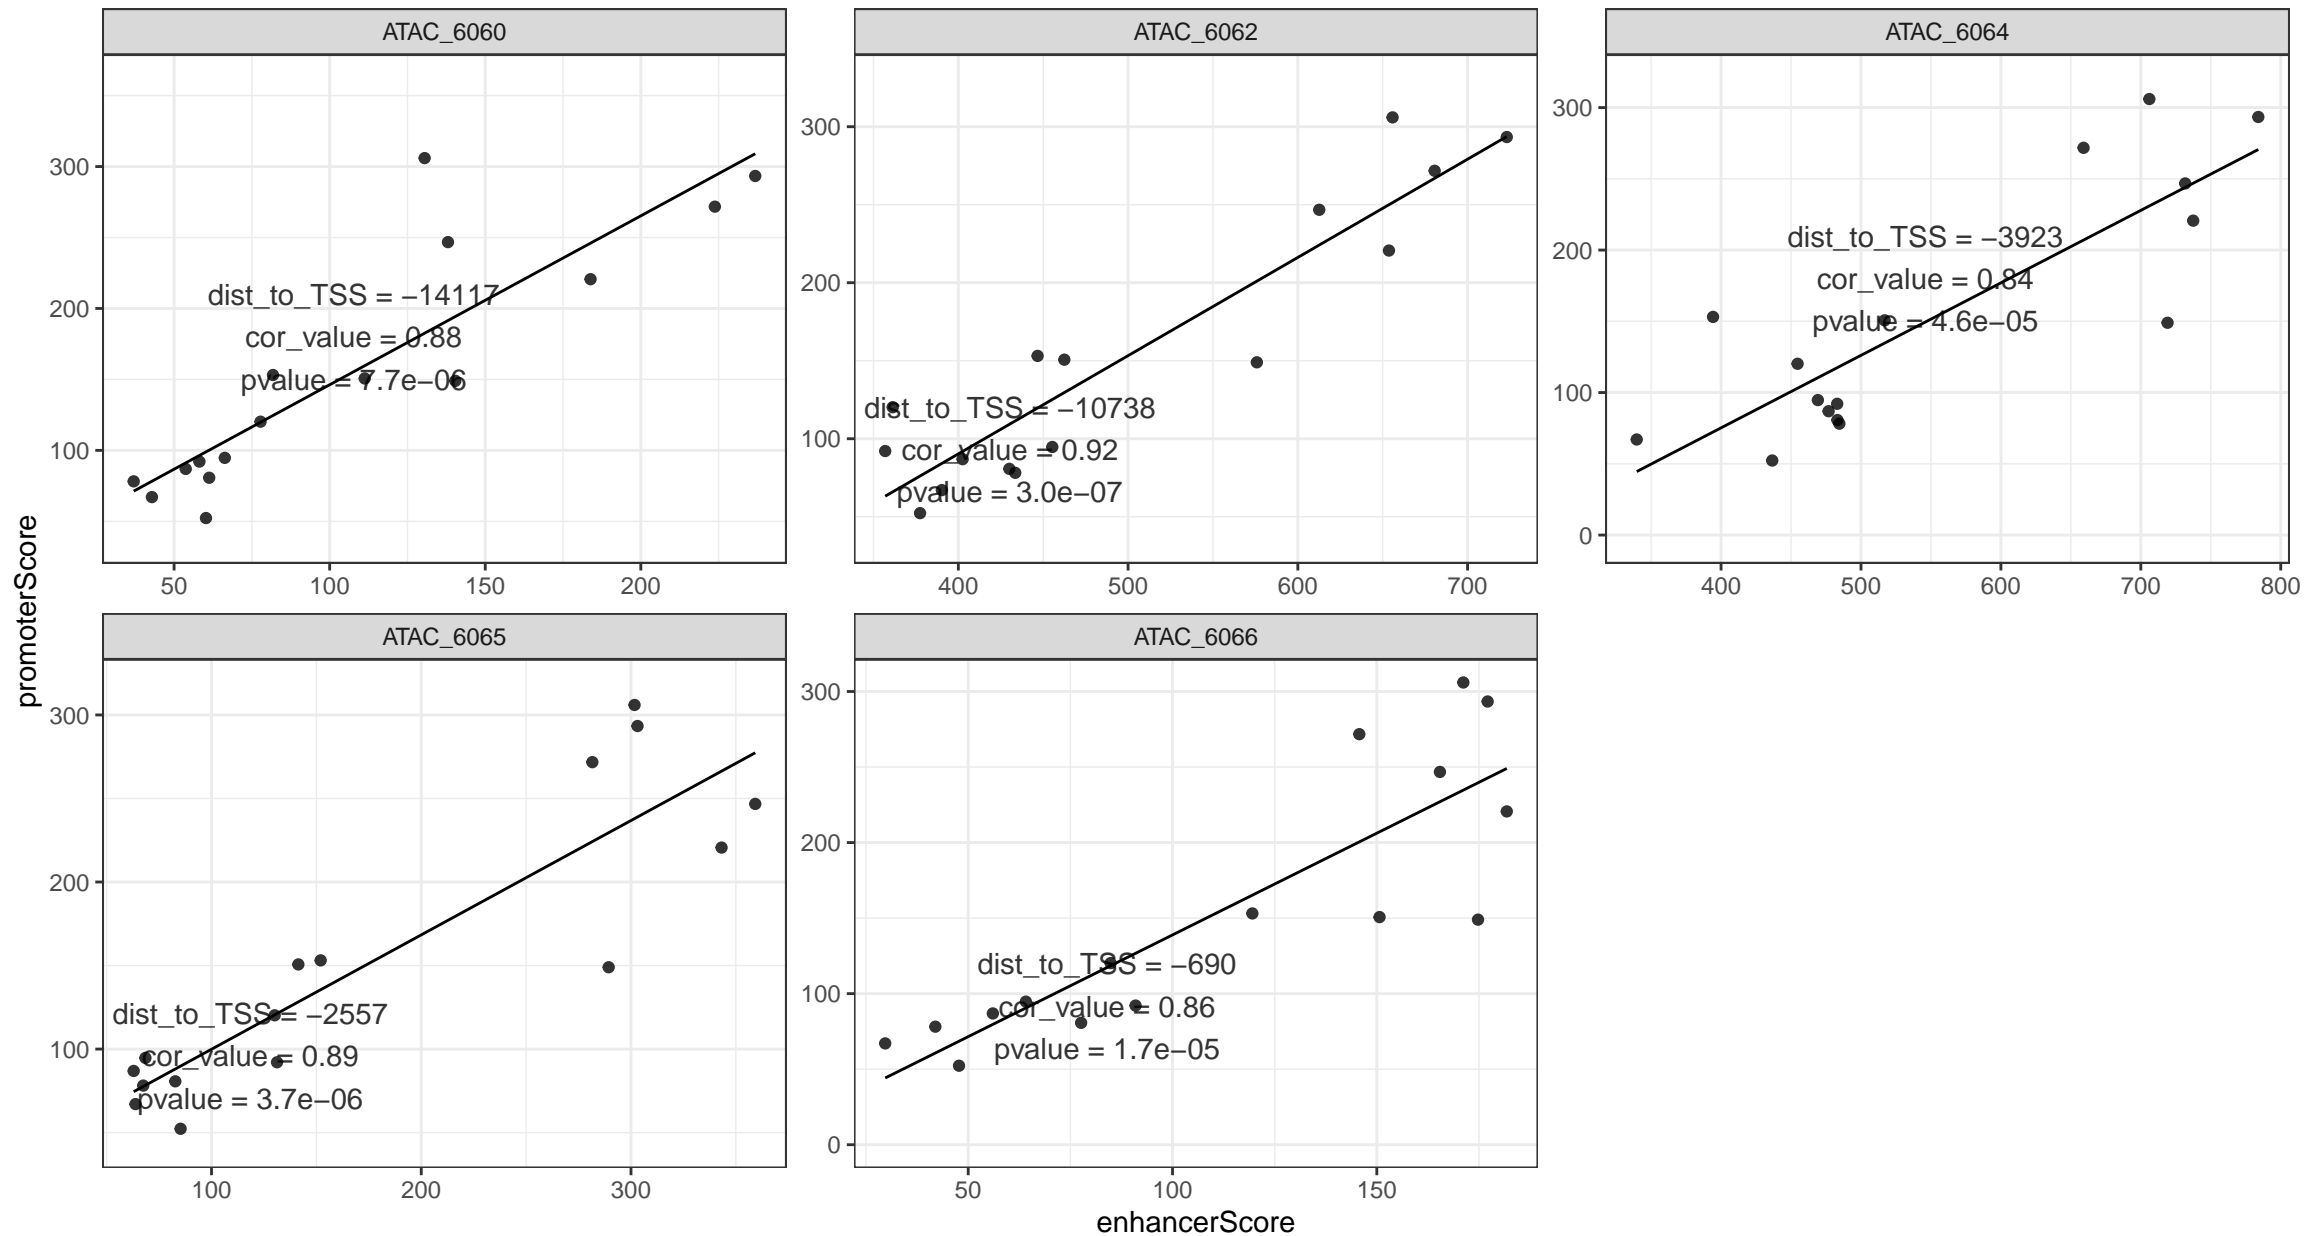 ATAC_6060
ATAC_6062
ATAC_6064
300
200
100
dist_to_TSS = −14117
cor_value = 0.88
pvalue = 7.7e−06
50
100
150
200
300
200
100
dist_to_TSS = −10738
cor_value = 0.92
pvalue = 3.0e−07
400
500
600
700
300
200
100
0
dist_to_TSS = −3923
cor_value = 0.84
pvalue = 4.6e−05
400
500
600
700
800
promoterScore
ATAC_6065
ATAC_6066
300
200
100
dist_to_TSS = −2557
cor_value = 0.89
pvalue = 3.7e−06
100
200
300
300
200
100
0
dist_to_TSS = −690
cor_value = 0.86
pvalue = 1.7e−05
50
100
150
enhancerScore